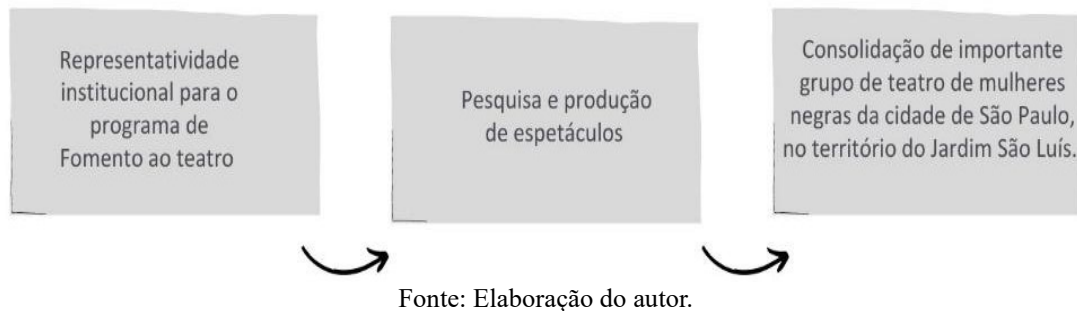 Representatividade
institucional para o
programa de
Fomento ao teatro
Pesquisa e produção
de espetáculos
Consolidação de importante
grupo de teatro de mulheres
negras da cidade de São Paulo,
no território do Jardim São Luís.
Fonte: Elaboração do autor.